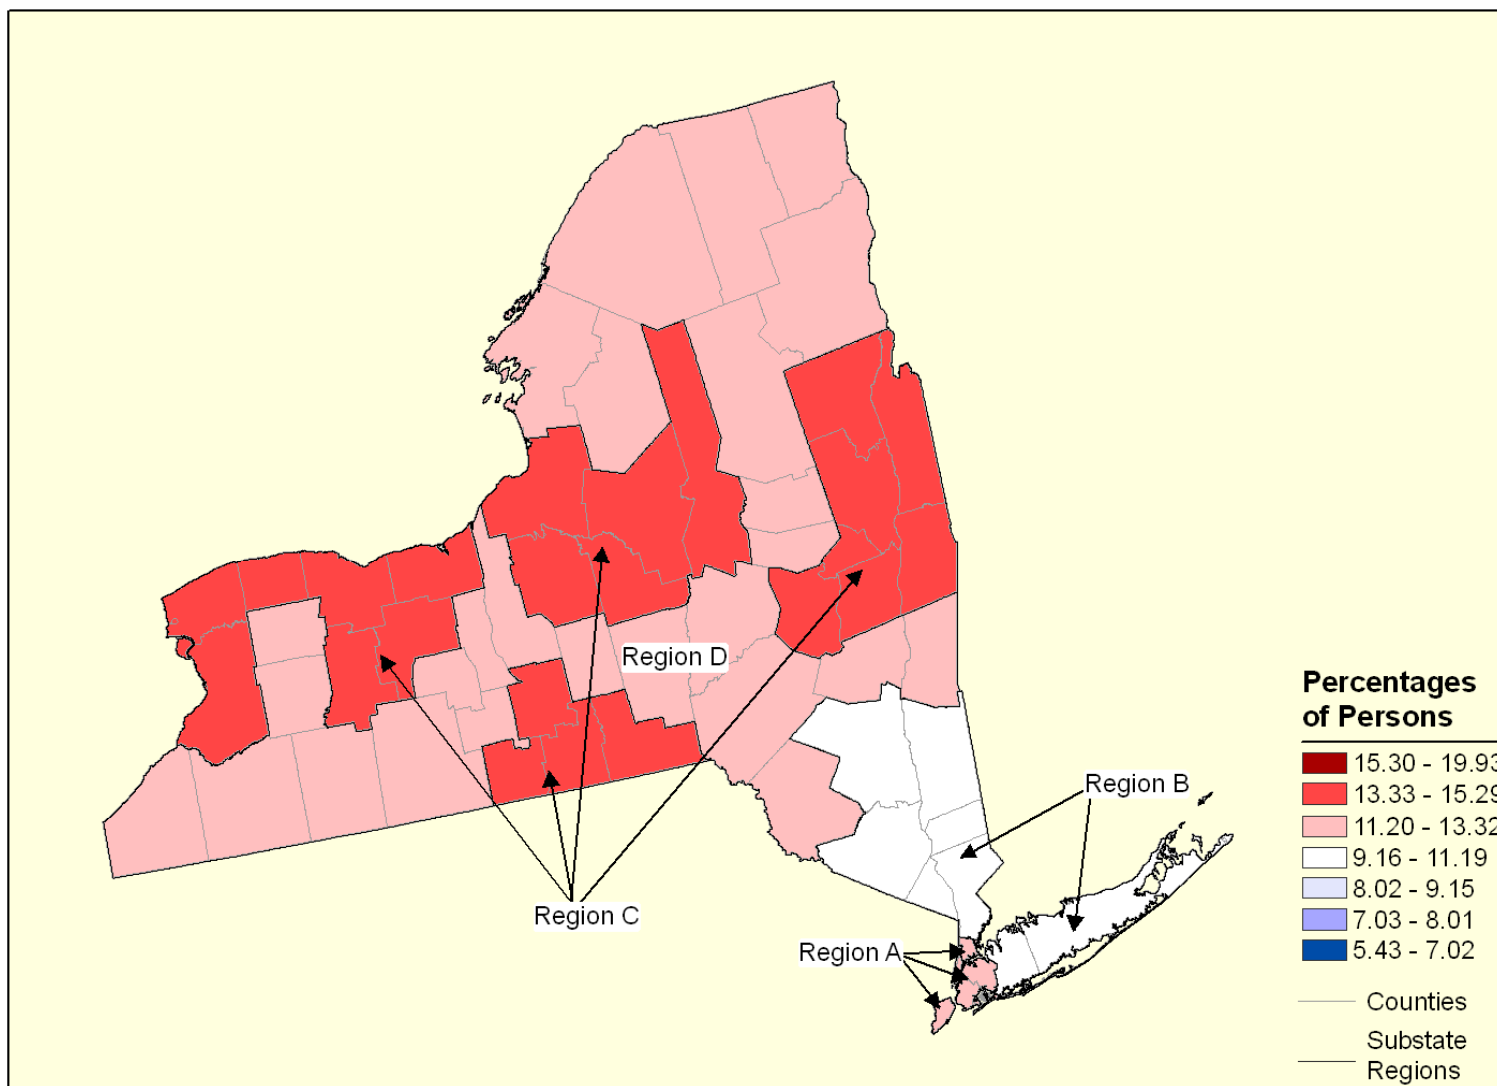 Region D
Region C
Region B
Region A
Percentages
of Persons
15.30 - 19.93
13.33 - 15.29
11.20 - 13.32
9.16 - 11.19
8.02 - 9.15
7.03 - 8.01
5.43 - 7.02
Counties
Substate
Regions